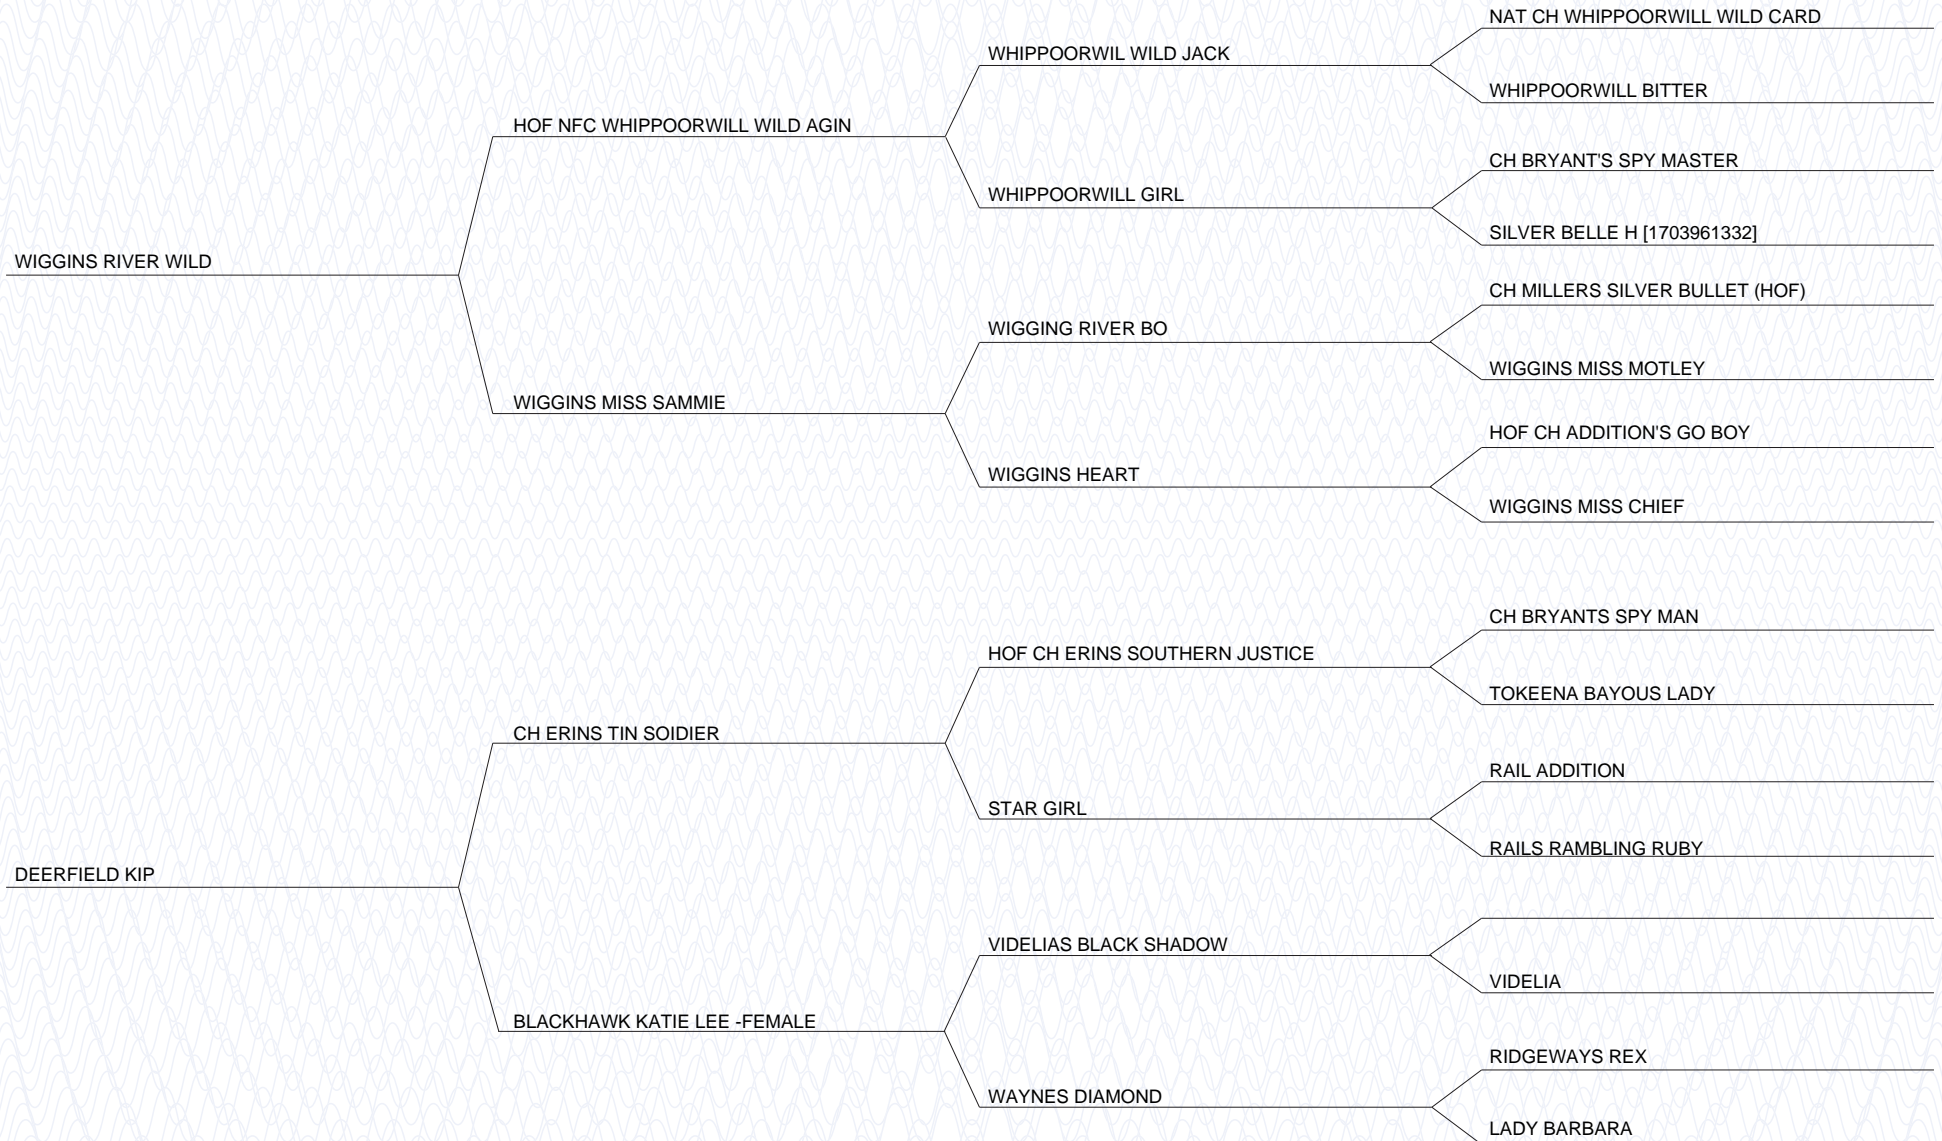 NAT CH WHIPPOORWILL WILD CARD
WHIPPOORWIL WILD JACK
WHIPPOORWILL BITTER
HOF NFC WHIPPOORWILL WILD AGIN
CH BRYANT'S SPY MASTER
WHIPPOORWILL GIRL
SILVER BELLE H [1703961332]
WIGGINS RIVER WILD
CH MILLERS SILVER BULLET (HOF)
WIGGING RIVER BO
WIGGINS MISS MOTLEY
WIGGINS MISS SAMMIE
HOF CH ADDITION'S GO BOY
WIGGINS HEART
WIGGINS MISS CHIEF
CH BRYANTS SPY MAN
HOF CH ERINS SOUTHERN JUSTICE
TOKEENA BAYOUS LADY
CH ERINS TIN SOIDIER
RAIL ADDITION
STAR GIRL
RAILS RAMBLING RUBY
DEERFIELD KIP
VIDELIAS BLACK SHADOW
VIDELIA
BLACKHAWK KATIE LEE -FEMALE
RIDGEWAYS REX
WAYNES DIAMOND
LADY BARBARA